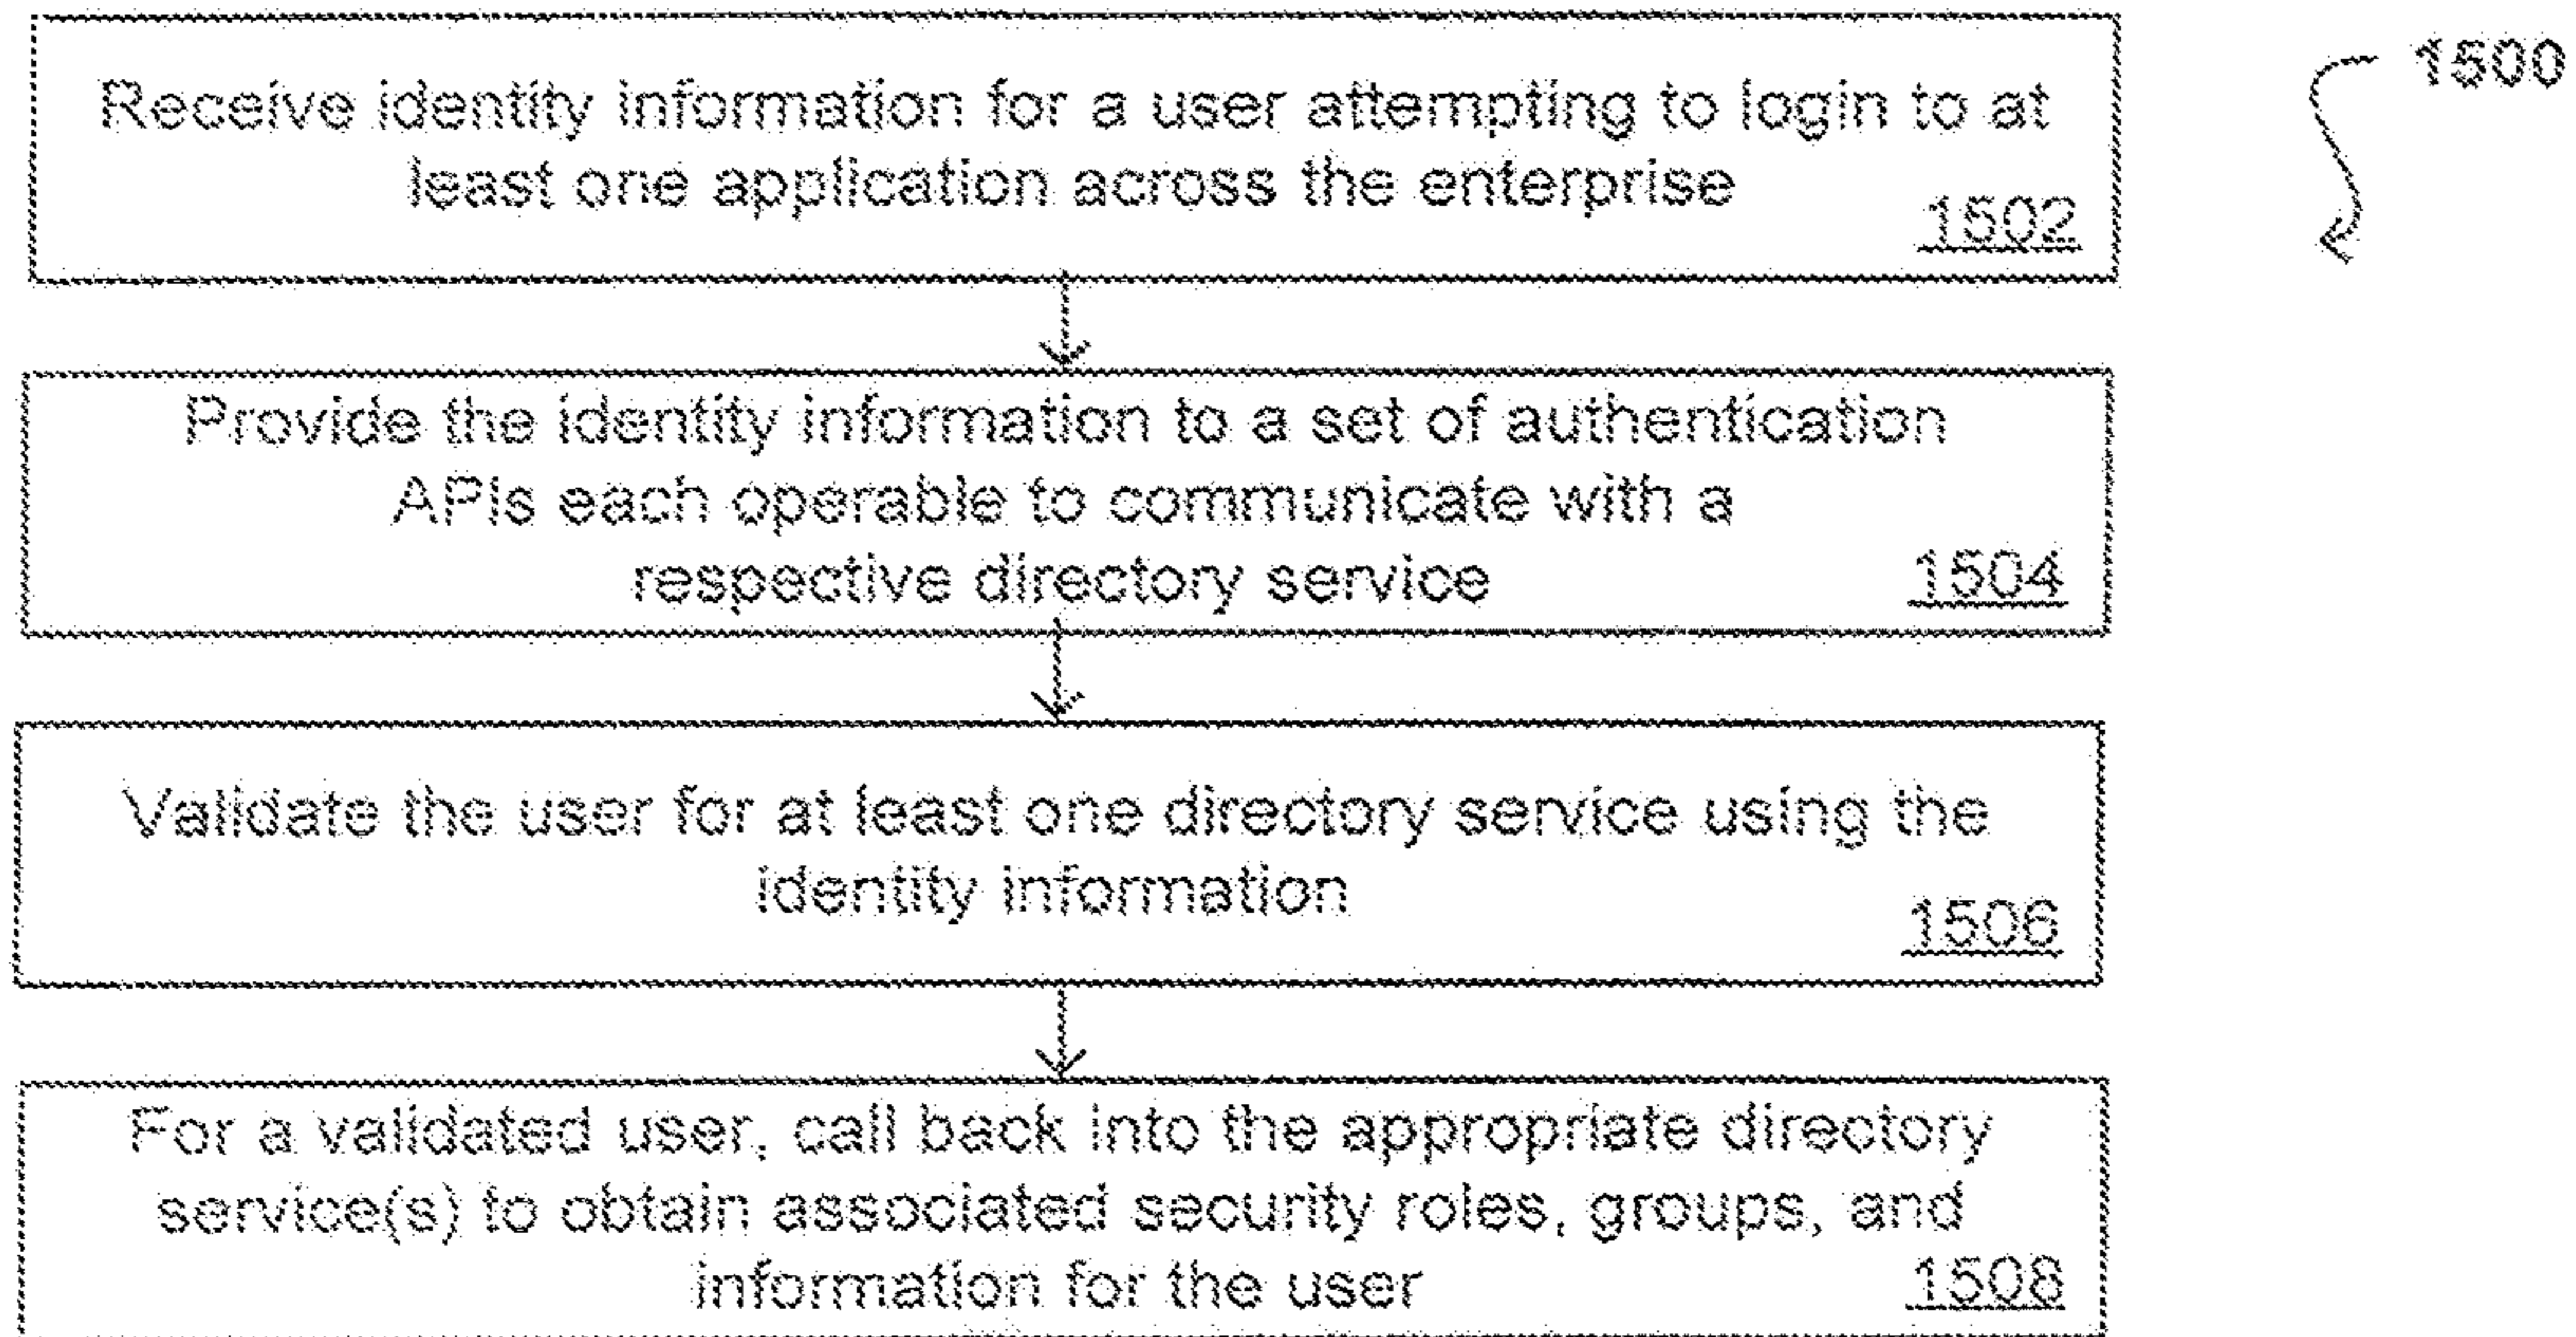 1500
Receive identity information for a user attempting to login to at
least one application across the enterprise
1502
Provide the identity information to a set of authentication
APIs each operable to communicate with a
respective directory service
1504
Validate the user for at least one directory service using the
identity information
1506
For a validated user, call back into the appropriate directory
service(s) to obtain associated security roles, groups, and
information for the user
1508